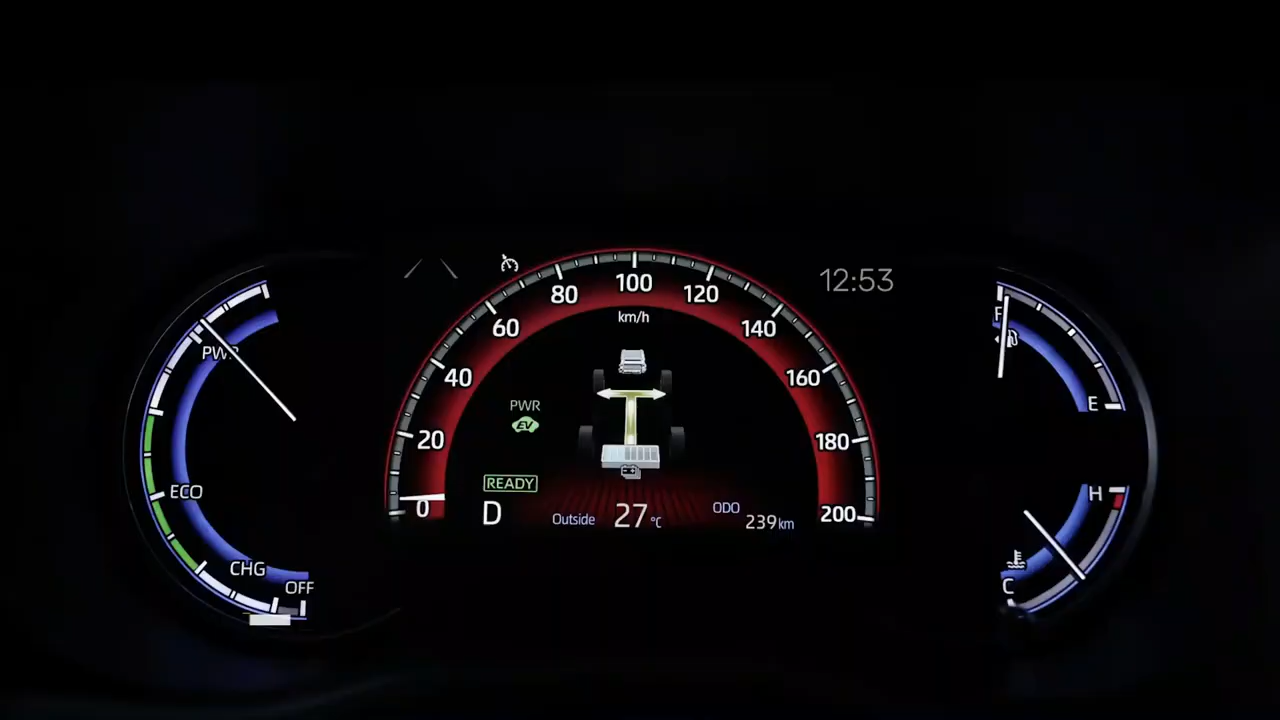 12:53
100
80
120
60
140
km/h
40
160
20
180
0
200
PWR
EV
READY
D
Outside 27°C
ODO
239km
PWR
ECO
CHG
OFF
F
E
H
C